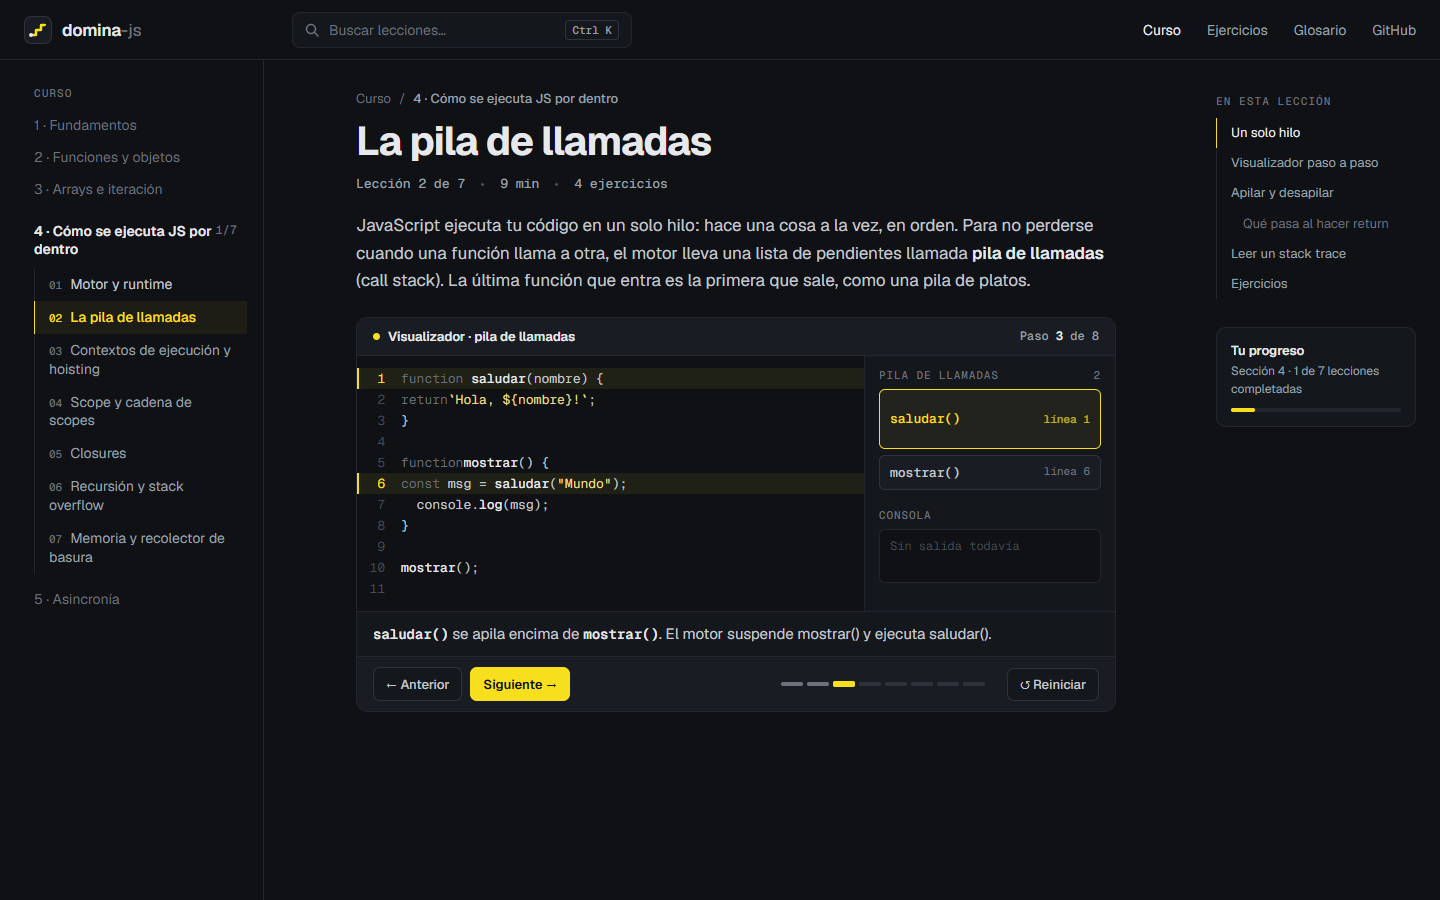 domina-js
Buscar lecciones...
Ctrl K
Curso
Ejercicios
Glosario
GitHub
CURSO
1 · Fundamentos
2 · Funciones y objetos
3 · Arrays e iteración
4 · Cómo se ejecuta JS por
dentro
1/7
01 Motor y runtime
02 La pila de llamadas
03 Contextos de ejecución y
hoisting
04 Scope y cadena de
scopes
05 Closures
06 Recursión y stack
overflow
07 Memoria y recolector de
basura
5 · Asincronía
Curso / 4 · Cómo se ejecuta JS por dentro
La pila de llamadas
Lección 2 de 7 • 9 min • 4 ejercicios
JavaScript ejecuta tu código en un solo hilo: hace una cosa a la vez, en orden. Para no perderse
cuando una función llama a otra, el motor lleva una lista de pendientes llamada pila de llamadas
(call stack). La última función que entra es la primera que sale, como una pila de platos.
Visualizador · pila de llamadas
Paso 3 de 8
1 function saludar(nombre) {
2 return`Hola, ${nombre}!`;
3 }
4
5 functionmostrar() {
6 const msg = saludar("Mundo");
7 console.log(msg);
8 }
9
10 mostrar();
11
PILA DE LLAMADAS 2
saludar() línea 1
mostrar() línea 6
CONSOLA
Sin salida todavía
saludar() se apila encima de mostrar(). El motor suspende mostrar() y ejecuta saludar().
← Anterior
Siguiente →
↺ Reiniciar
EN ESTA LECCIÓN
Un solo hilo
Visualizador paso a paso
Apilar y desapilar
Qué pasa al hacer return
Leer un stack trace
Ejercicios
Tu progreso
Sección 4 · 1 de 7 lecciones
completadas